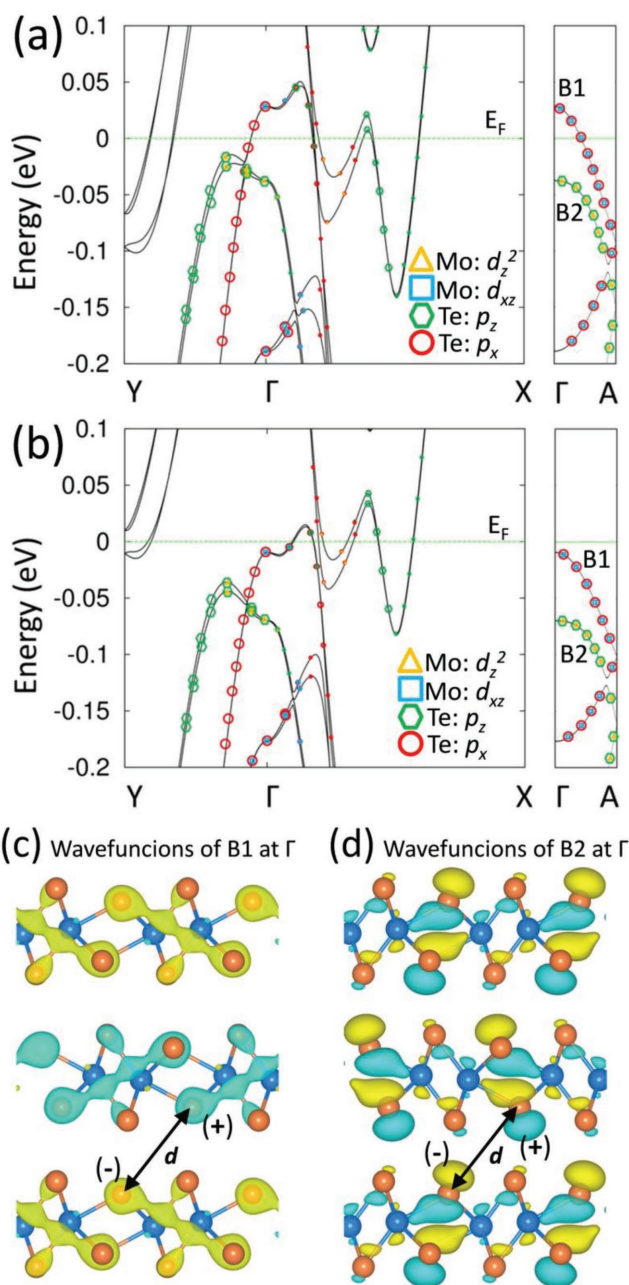 (a)
0.1
0.05
0
-0.05
-0.1
-0.15
-0.2
Energy (eV)
E_F
B1
B2
Mo: d_z^2
Mo: d_xz
Te: p_z
Te: p_x
Y Γ X Γ A
(b)
0.1
0.05
0
-0.05
-0.1
-0.15
-0.2
Energy (eV)
E_F
B1
B2
Mo: d_z^2
Mo: d_xz
Te: p_z
Te: p_x
Y Γ X Γ A
(c) Wavefuncions of B1 at Γ
(+)
(-)
d
(d) Wavefuncions of B2 at Γ
(-)
d
(+)